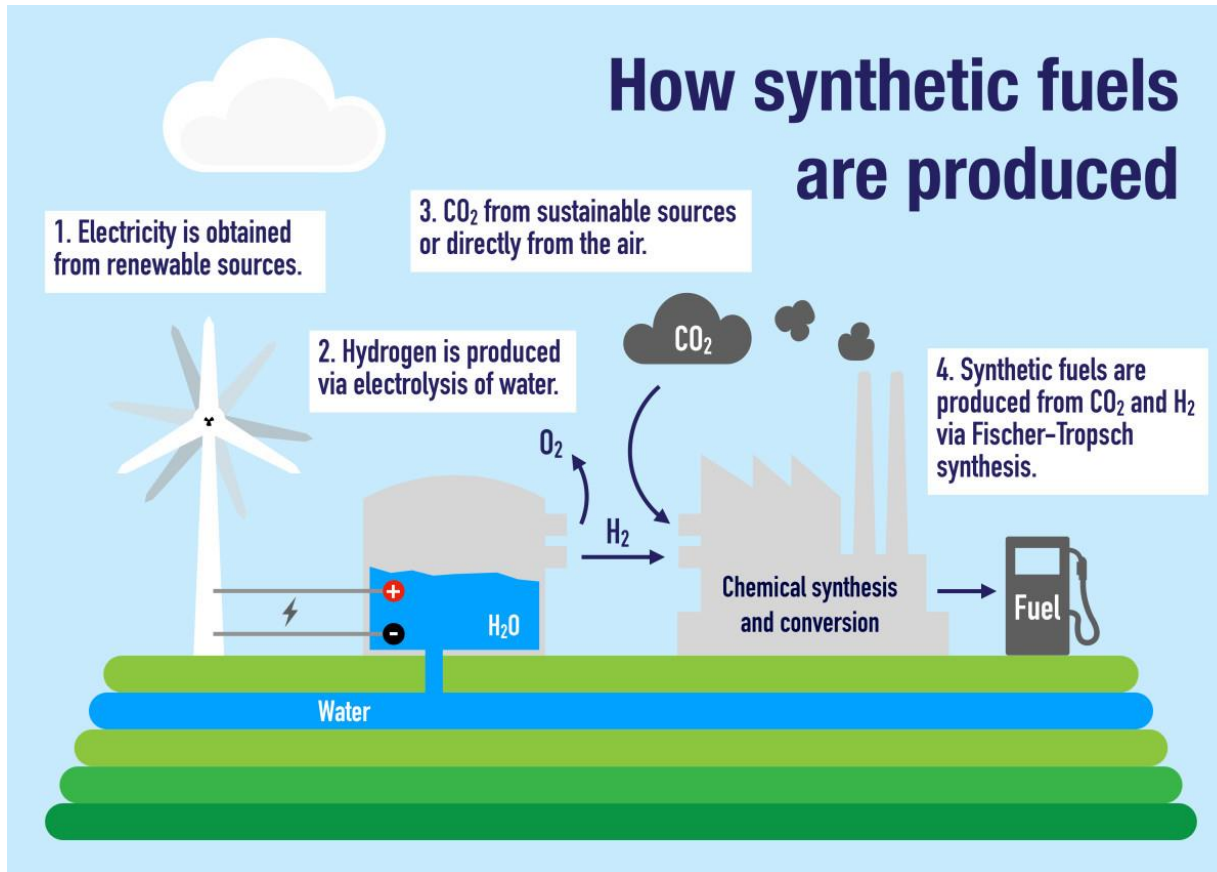 How synthetic fuels
are produced
1. Electricity is obtained
from renewable sources.
2. Hydrogen is produced
via electrolysis of water.
3. CO₂ from sustainable sources
or directly from the air.
4. Synthetic fuels are
produced from CO₂ and H₂
via Fischer-Tropsch
synthesis.
CO₂
O₂
H₂
+
-
H₂O
Chemical synthesis
and conversion
Fuel
Water